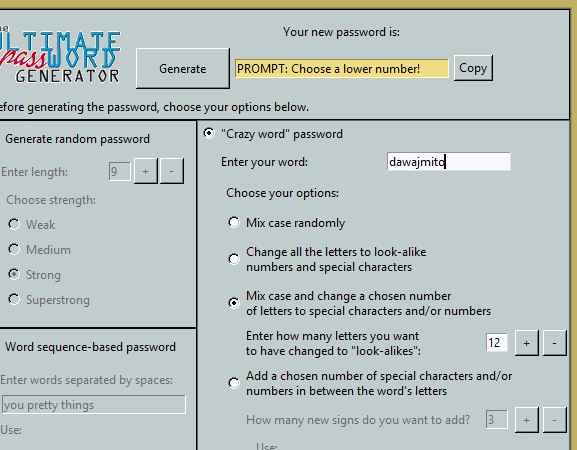 the
ULTIMATE
passWORD
GENERATOR
Your new password is:
Generate
PROMPT: Choose a lower number!
Copy
efore generating the password, choose your options below.
Generate random password
Enter length:
9
+
-
Choose strength:
Weak
Medium
Strong
Superstrong
Word sequence-based password
Enter words separated by spaces:
you pretty things
Use:
"Crazy word" password
Enter your word:
dawajmito
Choose your options:
Mix case randomly
Change all the letters to look-alike
numbers and special characters
Mix case and change a chosen number
of letters to special characters and/or numbers
Enter how many letters you want
to have changed to "look-alikes":
12
+
-
Add a chosen number of special characters and/or
numbers in between the word's letters
How many new signs do you want to add?
3
+
-
Use: